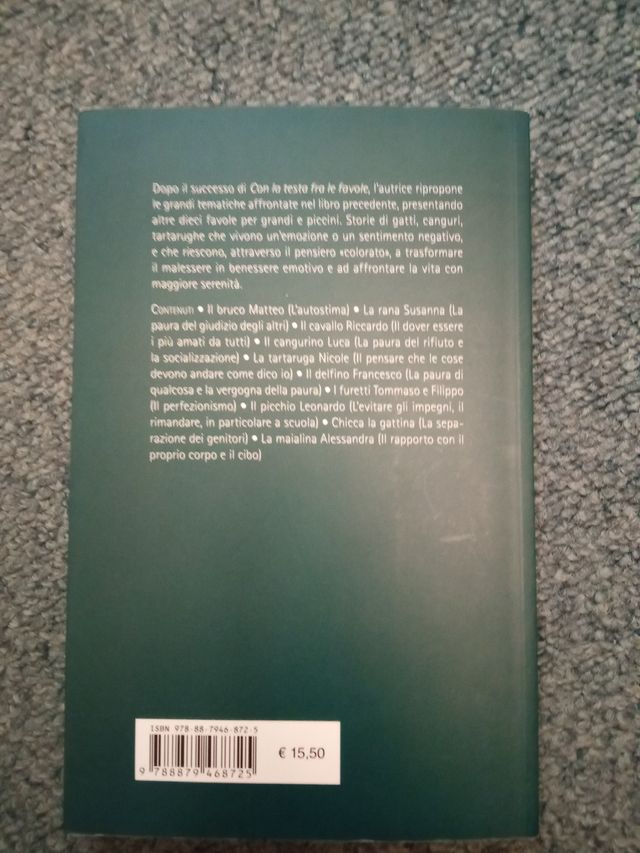 Dopo il successo di Con la testa fra le favole, l'autrice ripropone
le grandi tematiche affrontate nel libro precedente, presentando
altre dieci favole per grandi e piccini. Storie di gatti, canguri,
tartarughe che vivono un'emozione o un sentimento negativo,
e che riescono, attraverso il pensiero «colorato», a trasformare
il malessere in benessere emotivo e ad affrontare la vita con
maggiore serenità.
CONTENUTI • Il bruco Matteo (L'autostima) • La rana Susanna (La
paura del giudizio degli altri) • Il cavallo Riccardo (Il dover essere
i più amati da tutti) • Il cangurino Luca (La paura del rifiuto e
la socializzazione) • La tartaruga Nicole (Il pensare che le cose
devono andare come dico io) • Il delfino Francesco (La paura di
qualcosa e la vergogna della paura) • I furetti Tommaso e Filippo
(Il perfezionismo) • Il picchio Leonardo (L'evitare gli impegni, il
rimandare, in particolare a scuola) • Chicca la gattina (La sepa-
razione dei genitori) • La maialina Alessandra (Il rapporto con il
proprio corpo e il cibo)
ISBN 978-88-7946-872-5
9 788879 468725
€ 15,50